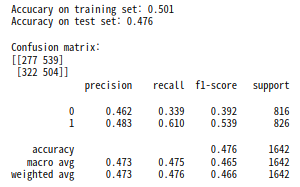 Accucary on training set: 0.501
Accuracy on test set: 0.476
Confusion matrix:
[[277 539]
[322 504]]
precision recall f1-score support
0 0.462 0.339 0.392 816
1 0.483 0.610 0.539 826
accuracy 0.476 1642
macro avg 0.473 0.475 0.465 1642
weighted avg 0.473 0.476 0.466 1642